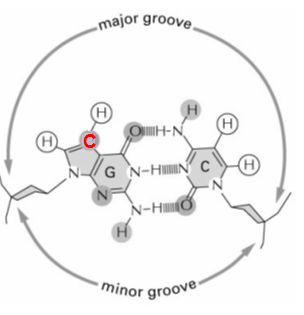 major groove
H
H
H
C
H
O H-N
H
N G N-H N C
N
N
N N-H O
H
minor groove